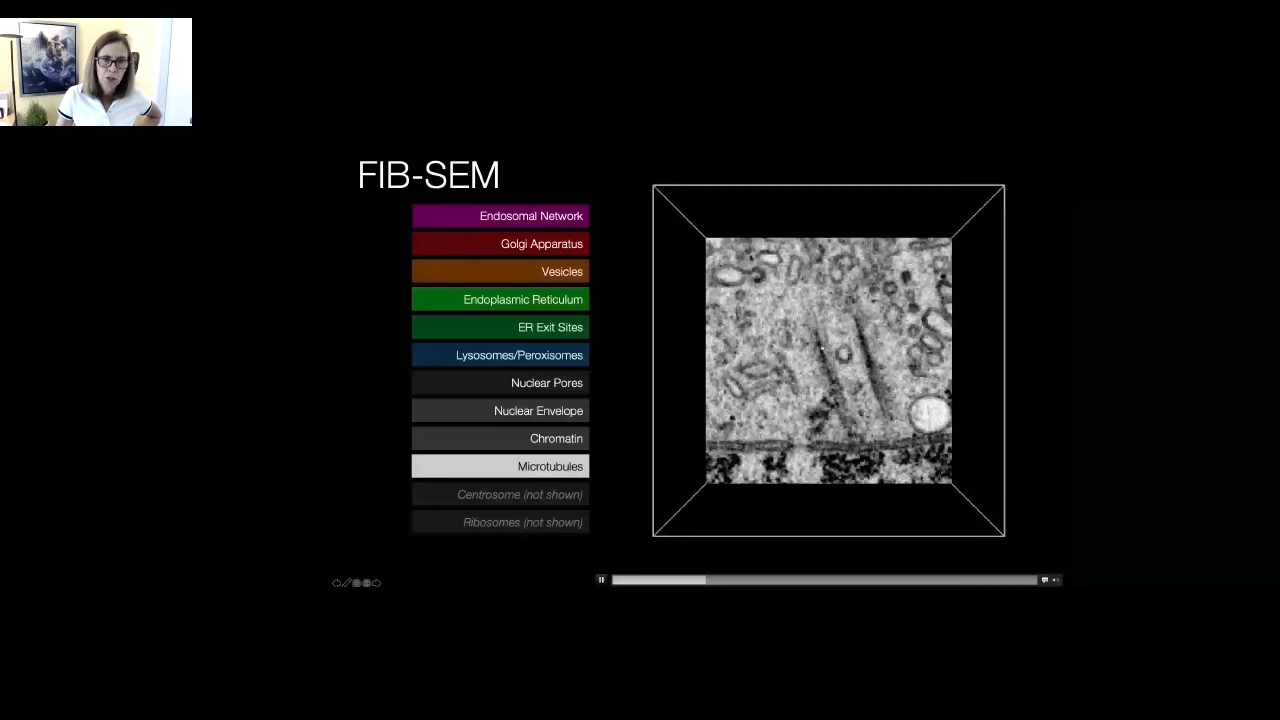 FIB-SEM
Endosomal Network
Golgi Apparatus
Vesicles
Endoplasmic Reticulum
ER Exit Sites
Lysosomes/Peroxisomes
Nuclear Pores
Nuclear Envelope
Chromatin
Microtubules
Centrosome (not shown)
Ribosomes (not shown)